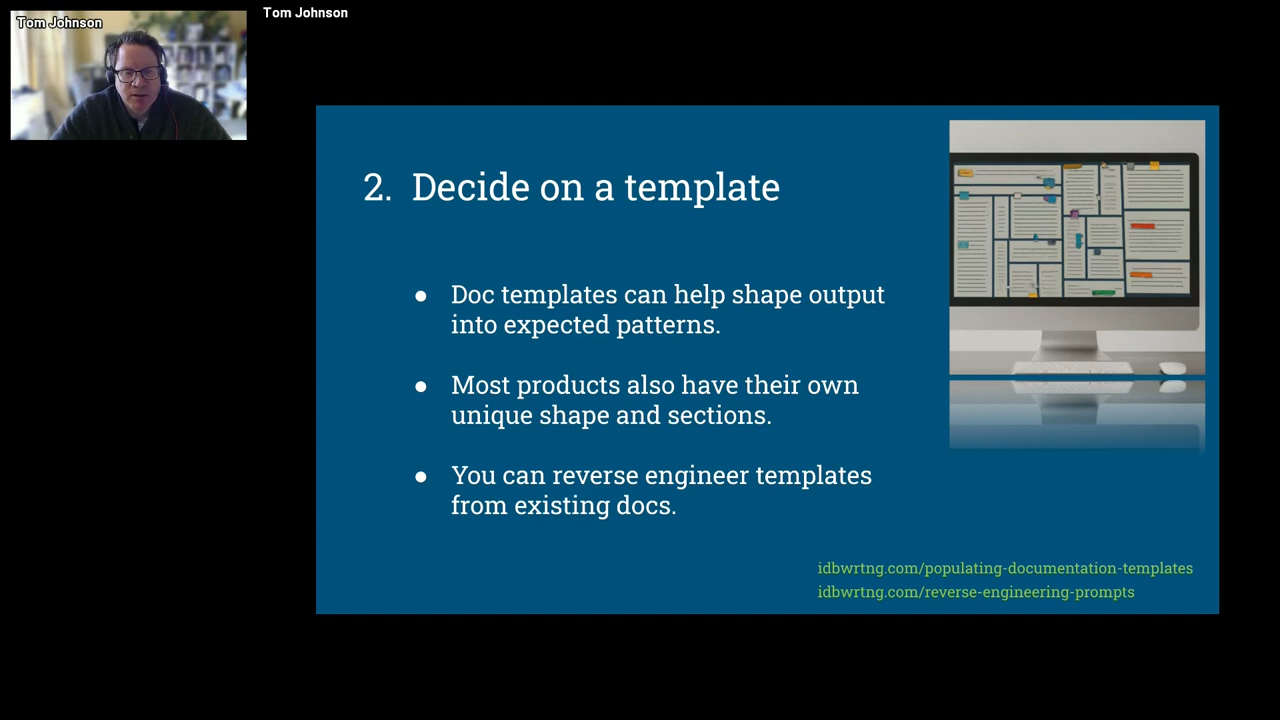 Tom Johnson
Tom Johnson
2. Decide on a template
● Doc templates can help shape output
into expected patterns.
● Most products also have their own
unique shape and sections.
● You can reverse engineer templates
from existing docs.
idbwrtng.com/populating-documentation-templates
idbwrtng.com/reverse-engineering-prompts